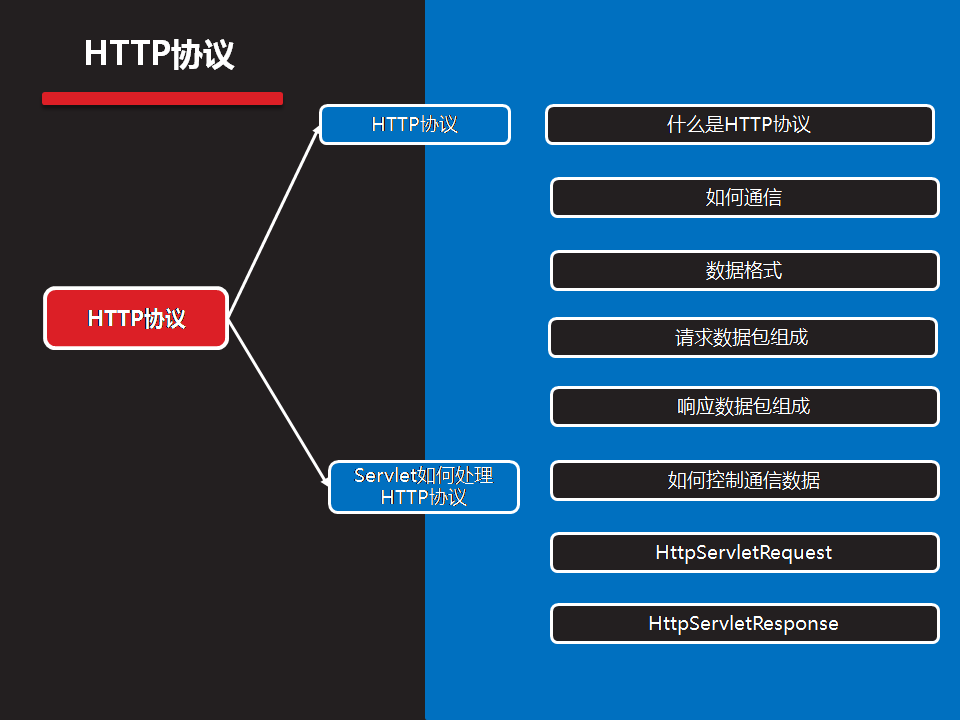 HTTP协议
HTTP协议
什么是HTTP协议
如何通信
数据格式
HTTP协议
请求数据包组成
响应数据包组成
Servlet如何处理
HTTP协议
如何控制通信数据
HttpServletRequest
HttpServletResponse